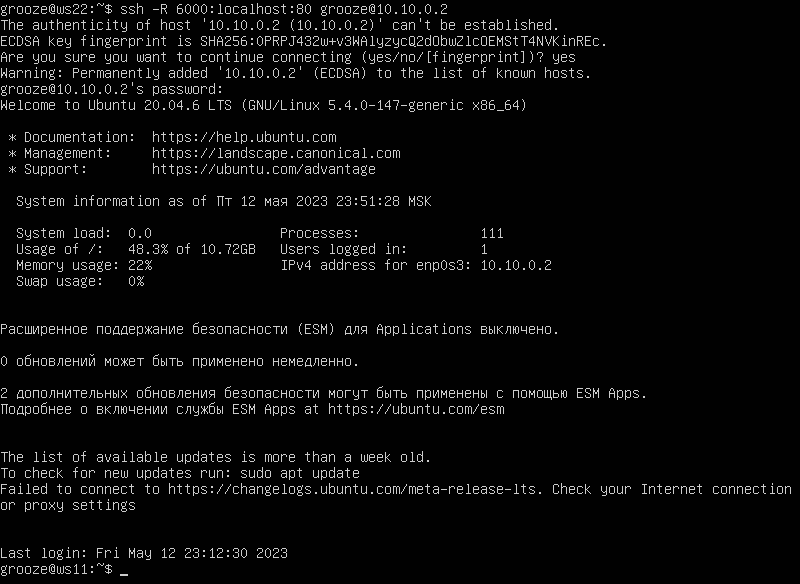 grooze@ws22:~$ ssh -R 6000:localhost:80 grooze@10.10.0.2
The authenticity of host '10.10.0.2 (10.10.0.2)' can't be established.
ECDSA key fingerprint is SHA256:OPRPJ432w+v3WAlyzycQ2dObwZlcOEMStT4NVKinREc.
Are you sure you want to continue connecting (yes/no/[fingerprint])? yes
Warning: Permanently added '10.10.0.2' (ECDSA) to the list of known hosts.
grooze@10.10.0.2's password:
Welcome to Ubuntu 20.04.6 LTS (GNU/Linux 5.4.0-147-generic x86_64)
* Documentation:  https://help.ubuntu.com
* Management:     https://landscape.canonical.com
* Support:        https://ubuntu.com/advantage
System information as of Пт 12 мая 2023 23:51:28 MSK
System load:  0.0                Processes:               111
Usage of /:   48.3% of 10.72GB   Users logged in:         1
Memory usage: 22%                IPv4 address for enp0s3: 10.10.0.2
Swap usage:   0%
Расширенное поддержание безопасности (ESM) для Applications выключено.
0 обновлений может быть применено немедленно.
2 дополнительных обновления безопасности могут быть применены с помощью ESM Apps.
Подробнее о включении службы ESM Apps at https://ubuntu.com/esm
The list of available updates is more than a week old.
To check for new updates run: sudo apt update
Failed to connect to https://changelogs.ubuntu.com/meta-release-lts. Check your Internet connection
or proxy settings
Last login: Fri May 12 23:12:30 2023
grooze@ws11:~$ _